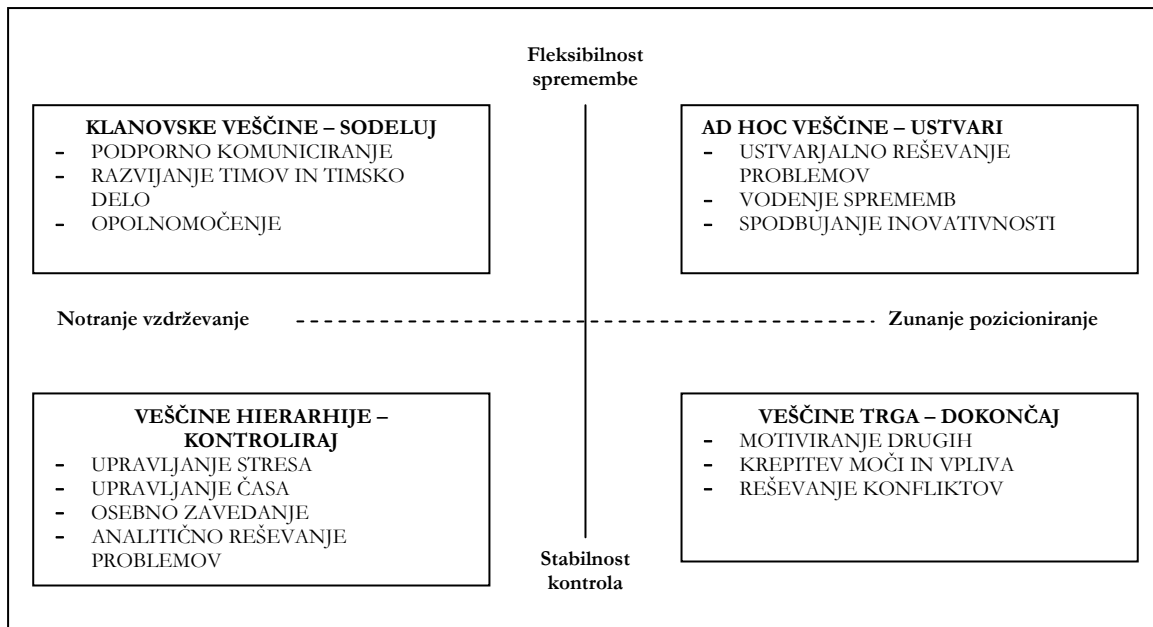 Fleksibilnost
spremembe
KLANOVSKE VEŠČINE – SODELUJ
- PODPORNO KOMUNICIRANJE
- RAZVIJANJE TIMOV IN TIMSKO
DELO
- OPOLNOMOČENJE
AD HOC VEŠČINE – USTVARI
- USTVARJALNO REŠEVANJE
PROBLEMOV
- VODENJE SPREMEMB
- SPODBUJANJE INOVATIVNOSTI
Notranje vzdrževanje
Zunanje pozicioniranje
VEŠČINE HIERARHIJE –
KONTROLIRAJ
- UPRAVLJANJE STRESA
- UPRAVLJANJE ČASA
- OSEBNO ZAVEDANJE
- ANALITIČNO REŠEVANJE
PROBLEMOV
VEŠČINE TRGA – DOKONČAJ
- MOTIVIRANJE DRUGIH
- KREPITEV MOČI IN VPLIVA
- REŠEVANJE KONFLIKTOV
Stabilnost
kontrola